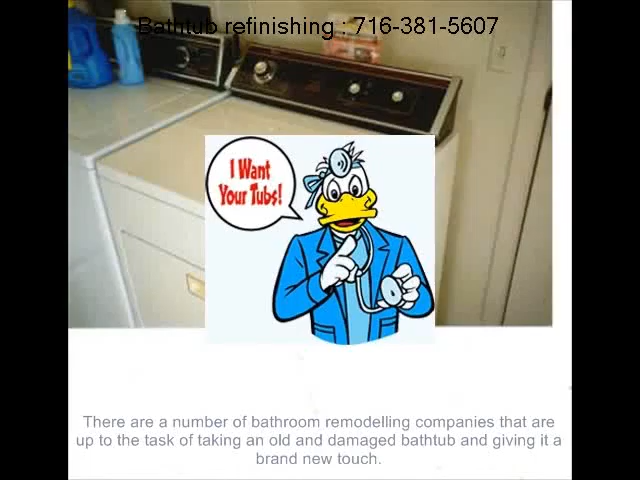 Bathtub refinishing : 716-381-5607
I Want
Your Tubs!
There are a number of bathroom remodelling companies that are
up to the task of taking an old and damaged bathtub and giving it a
brand new touch.